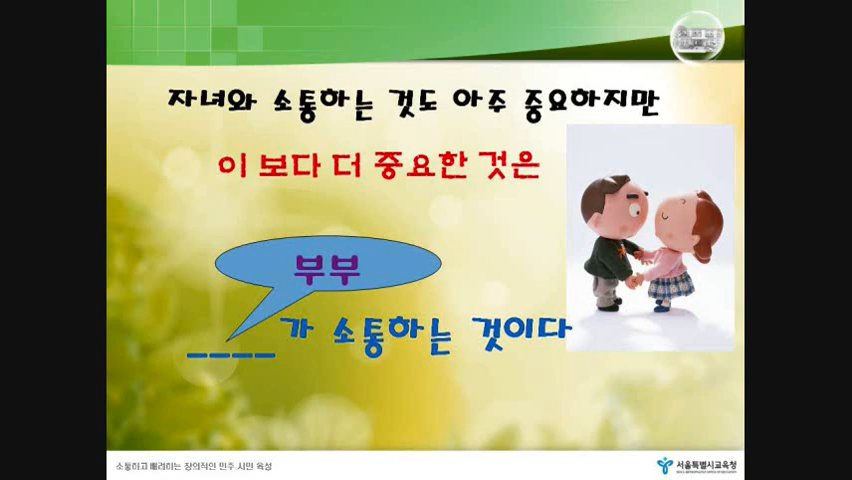 자녀와 소통하는 것도 아주 중요하지만
이 보다 더 중요한 것은
부부
____가 소통하는 것이다
소통하고 배려하는 창의적인 민주 시민 육성
서울특별시교육청